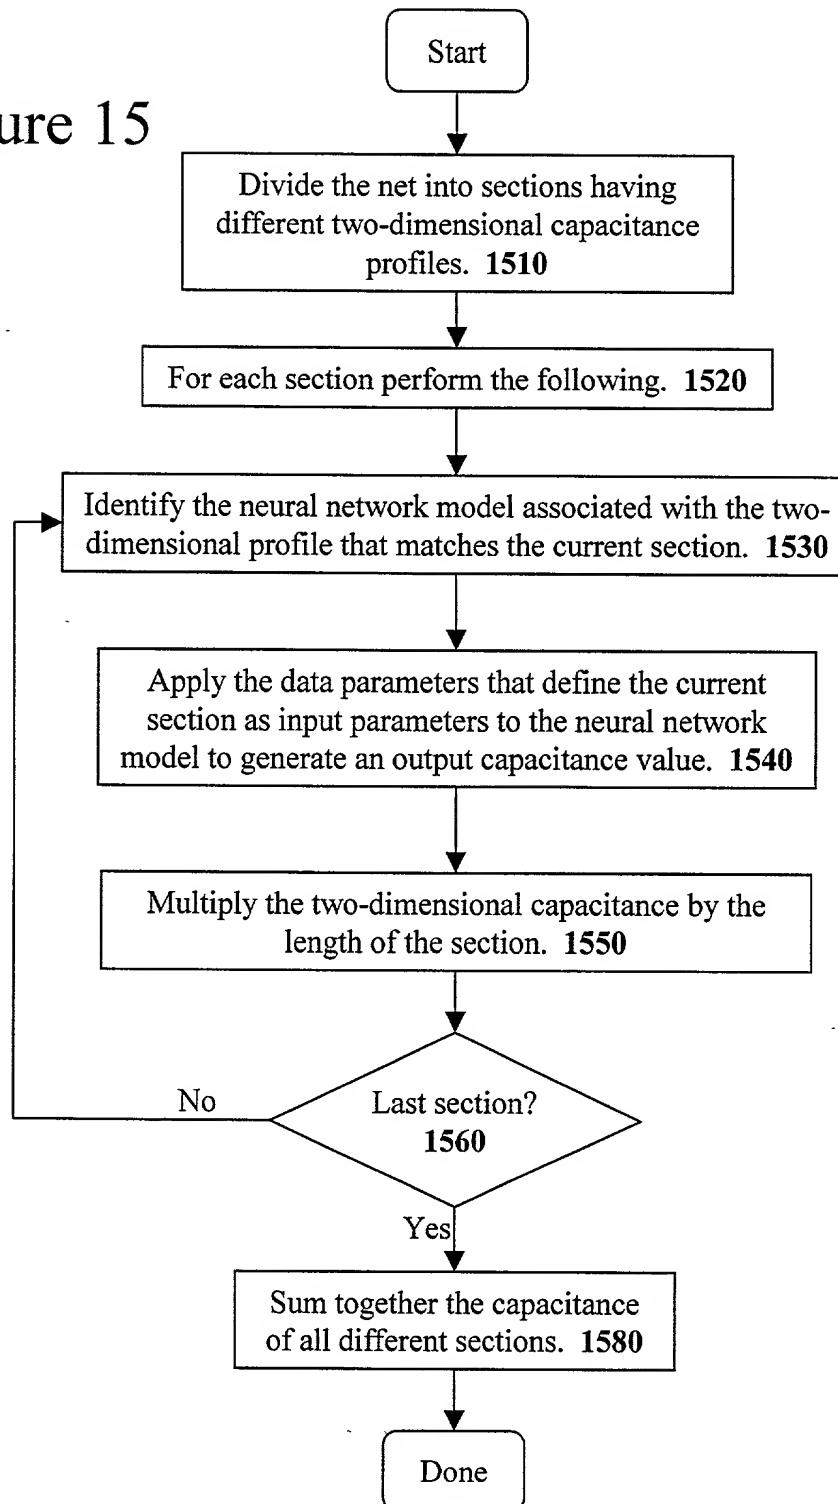 Start
ure 15
Divide the net into sections having
different two-dimensional capacitance
profiles. 1510
For each section perform the following. 1520
Identify the neural network model associated with the two-
dimensional profile that matches the current section. 1530
Apply the data parameters that define the current
section as input parameters to the neural network
model to generate an output capacitance value. 1540
Multiply the two-dimensional capacitance by the
length of the section. 1550
No
Last section?
1560
Yes
Sum together the capacitance
of all different sections. 1580
Done